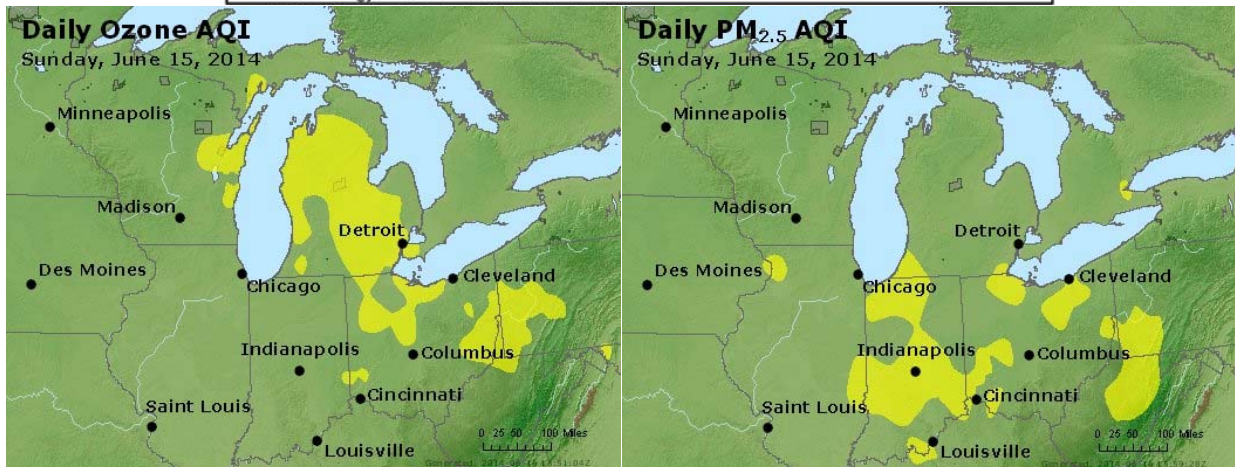 Daily Ozone AQI
Sunday, June 15, 2014
Minneapolis
Madison
Detroit
Des Moines
Chicago
Cleveland
Indianapolis
Columbus
Cincinnati
Saint Louis
Louisville
0 25 50 100 Miles
Daily PM2.5 AQI
Sunday, June 15, 2014
Minneapolis
Madison
Detroit
Des Moines
Chicago
Cleveland
Indianapolis
Columbus
Cincinnati
Saint Louis
Louisville
0 25 50 100 Miles